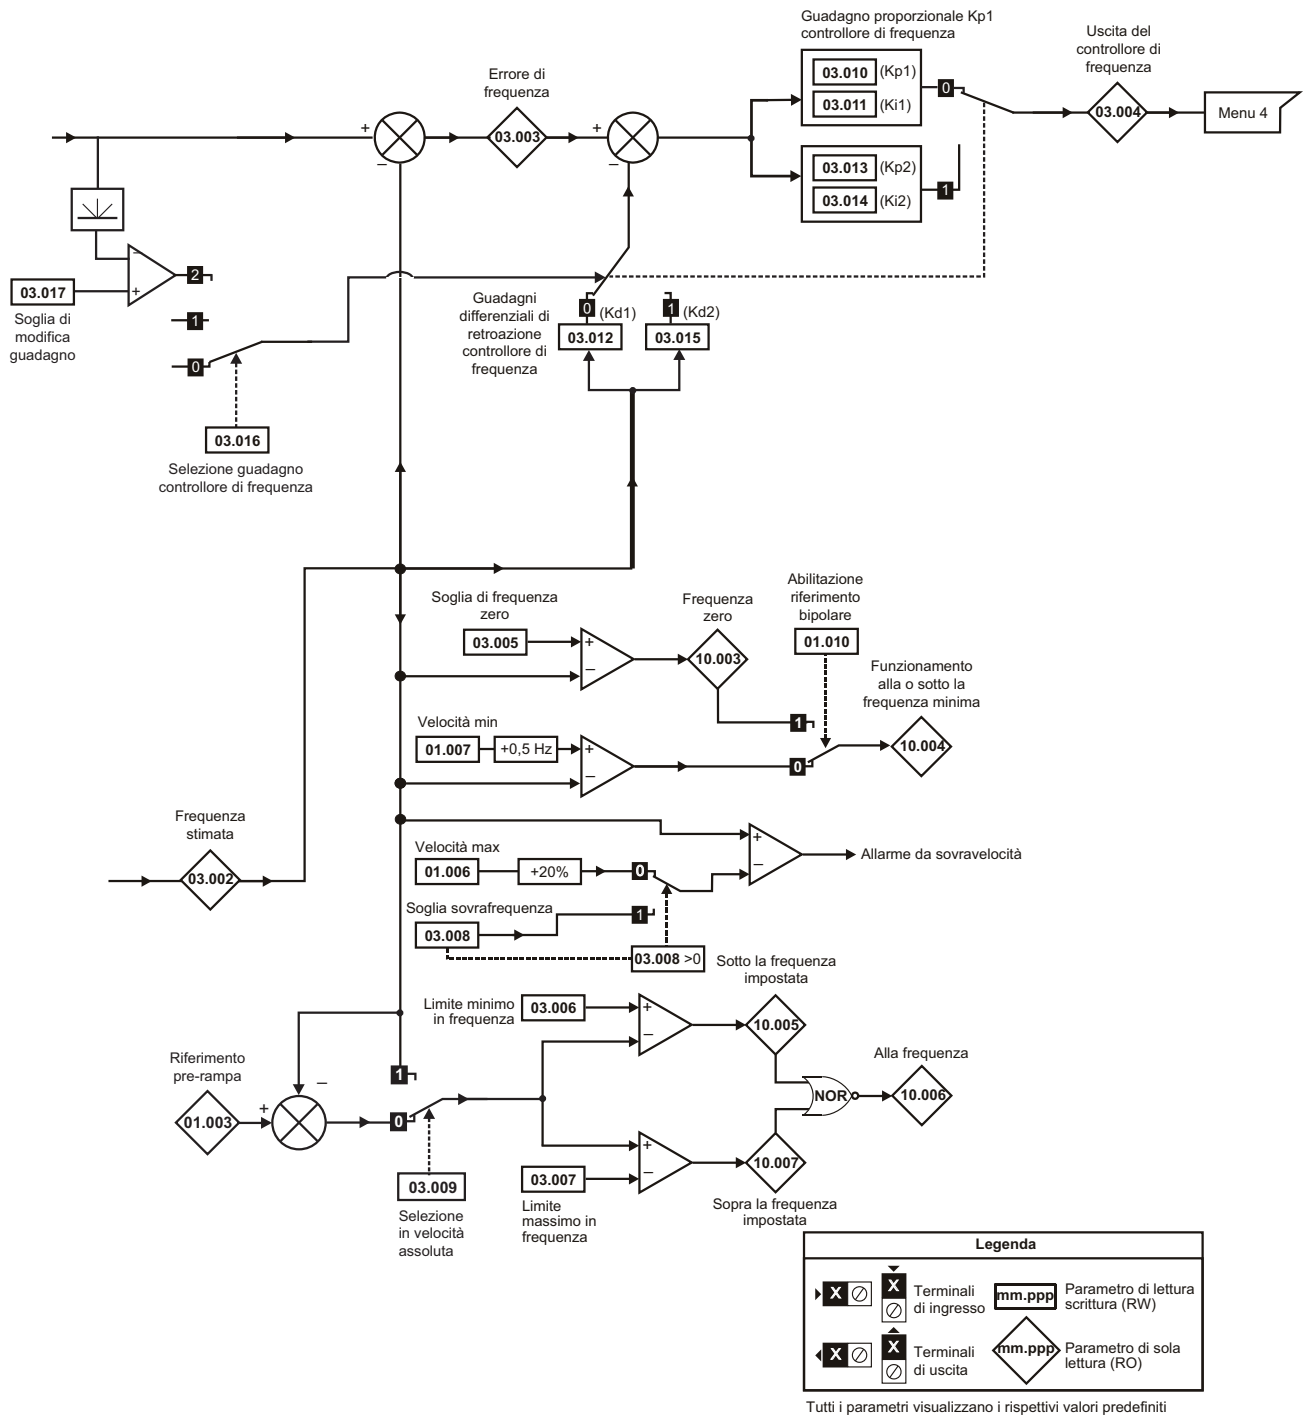 Guadagno proporzionale Kp1
controllore di frequenza
03.010 (Kp1)
03.011 (Ki1)
0
03.013 (Kp2)
03.014 (Ki2)
1
Uscita del
controllore di
frequenza
03.004
Menu 4
Errore di
frequenza
+
−
03.003
+
−
−
+
2
03.017
Soglia di
modifica
guadagno
1
0
03.016
Selezione guadagno
controllore di frequenza
Guadagni
differenziali di
retroazione
controllore di
frequenza
0 (Kd1)
03.012
1 (Kd2)
03.015
Soglia di frequenza
zero
03.005
+
−
Frequenza
zero
10.003
Abilitazione
riferimento
bipolare
01.010
1
0
Funzionamento
alla o sotto la
frequenza minima
10.004
Velocità min
01.007
+0,5 Hz
+
−
Frequenza
stimata
03.002
Velocità max
01.006
+20%
0
Soglia sovrafrequenza
03.008
1
03.008 >0
+
−
Allarme da sovravelocità
Limite minimo
in frequenza
03.006
+
−
Sotto la frequenza
impostata
10.005
Riferimento
pre-rampa
01.003
+
−
1
0
03.009
Selezione
in velocità
assoluta
NOR
Alla frequenza
10.006
+
−
03.007
Limite
massimo in
frequenza
10.007
Sopra la frequenza
impostata
Legenda
X
X
Terminali
di ingresso
mm.ppp
Parametro di lettura
scrittura (RW)
X
X
Terminali
di uscita
mm.ppp
Parametro di sola
lettura (RO)
Tutti i parametri visualizzano i rispettivi valori predefiniti